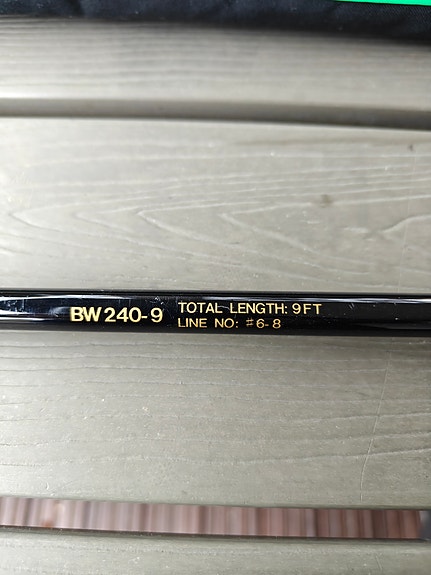 BW240-9
TOTAL LENGTH: 9FT
LINE NO: #6-8